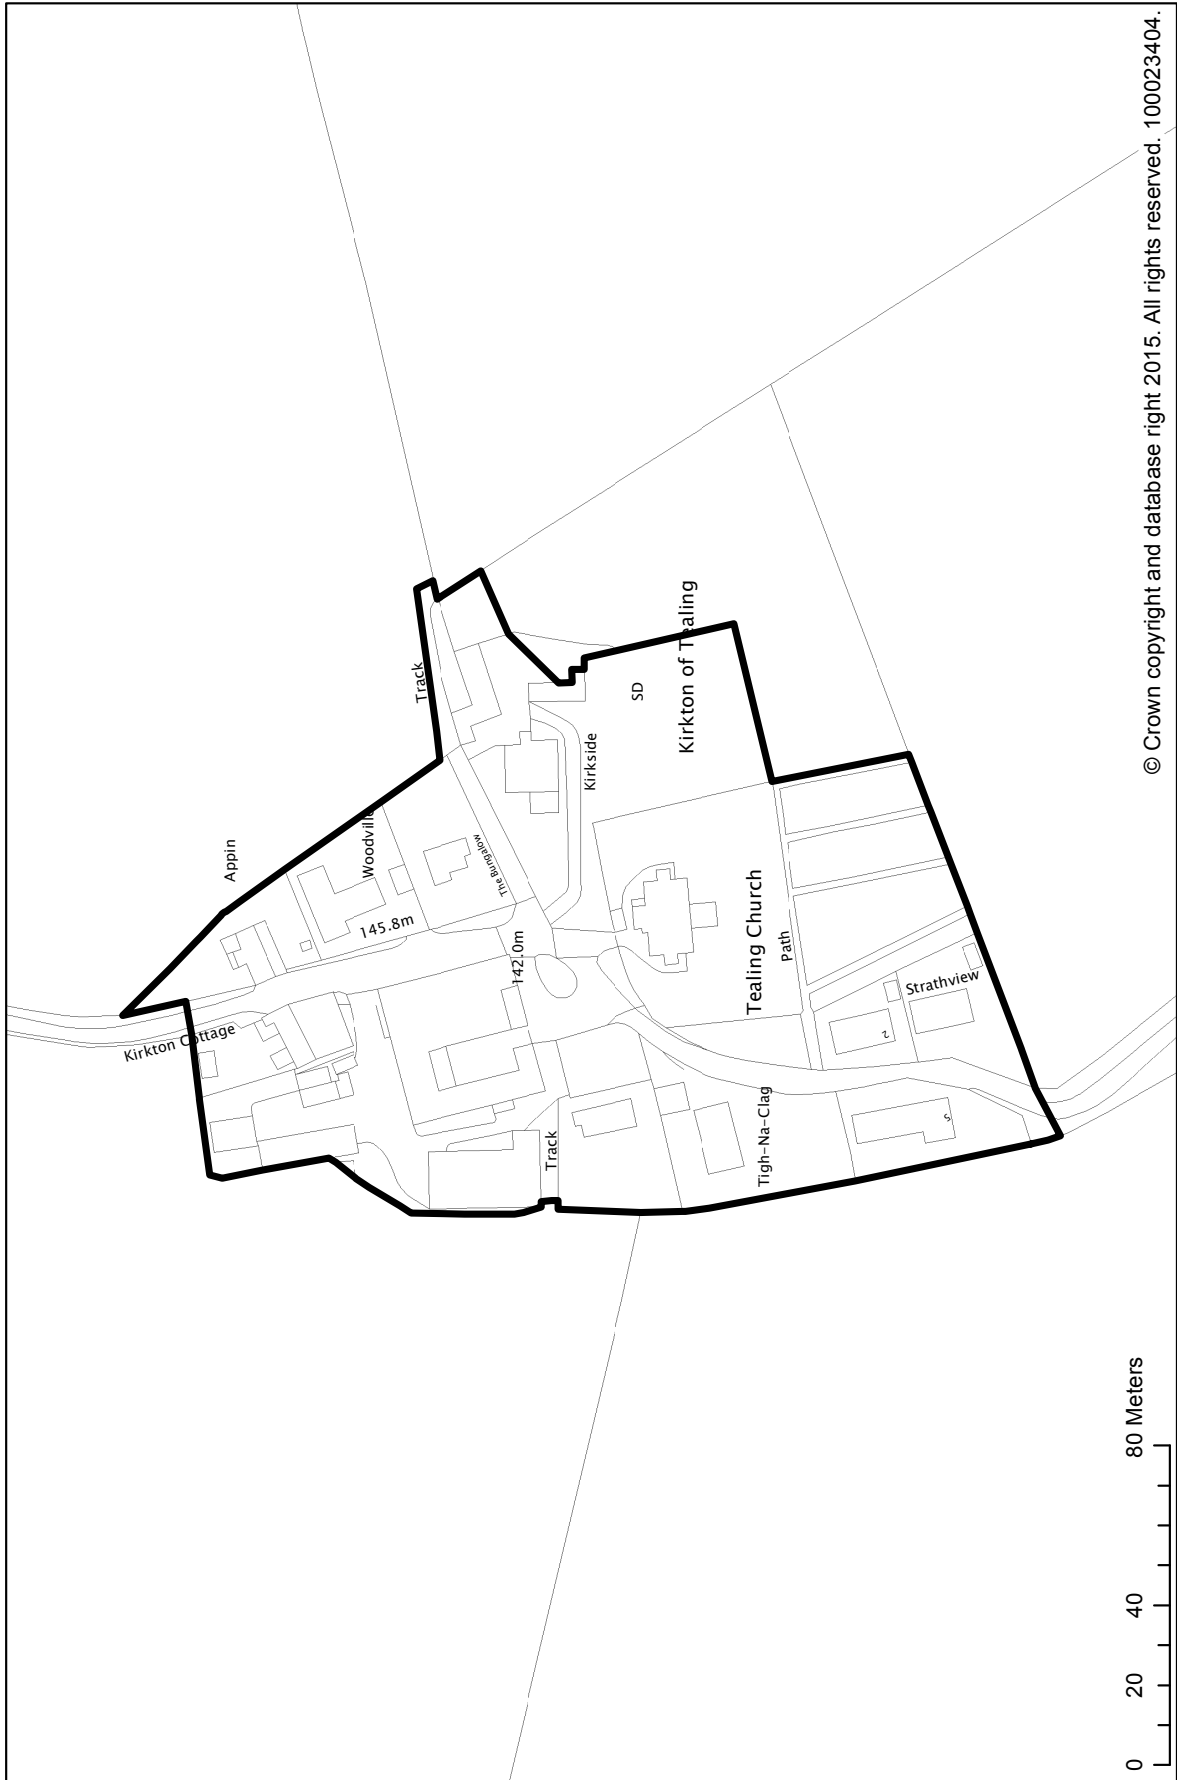 Kirkton Cottage
Appin
Woodville
145.8m
The Bungalow
Track
142.0m
Kirkside
SD
Kirkton of Tealing
Tealing Church
Path
Strathview
2
5
Tigh-Na-Clag
Track
0 20 40 80 Meters
© Crown copyright and database right 2015. All rights reserved. 100023404.